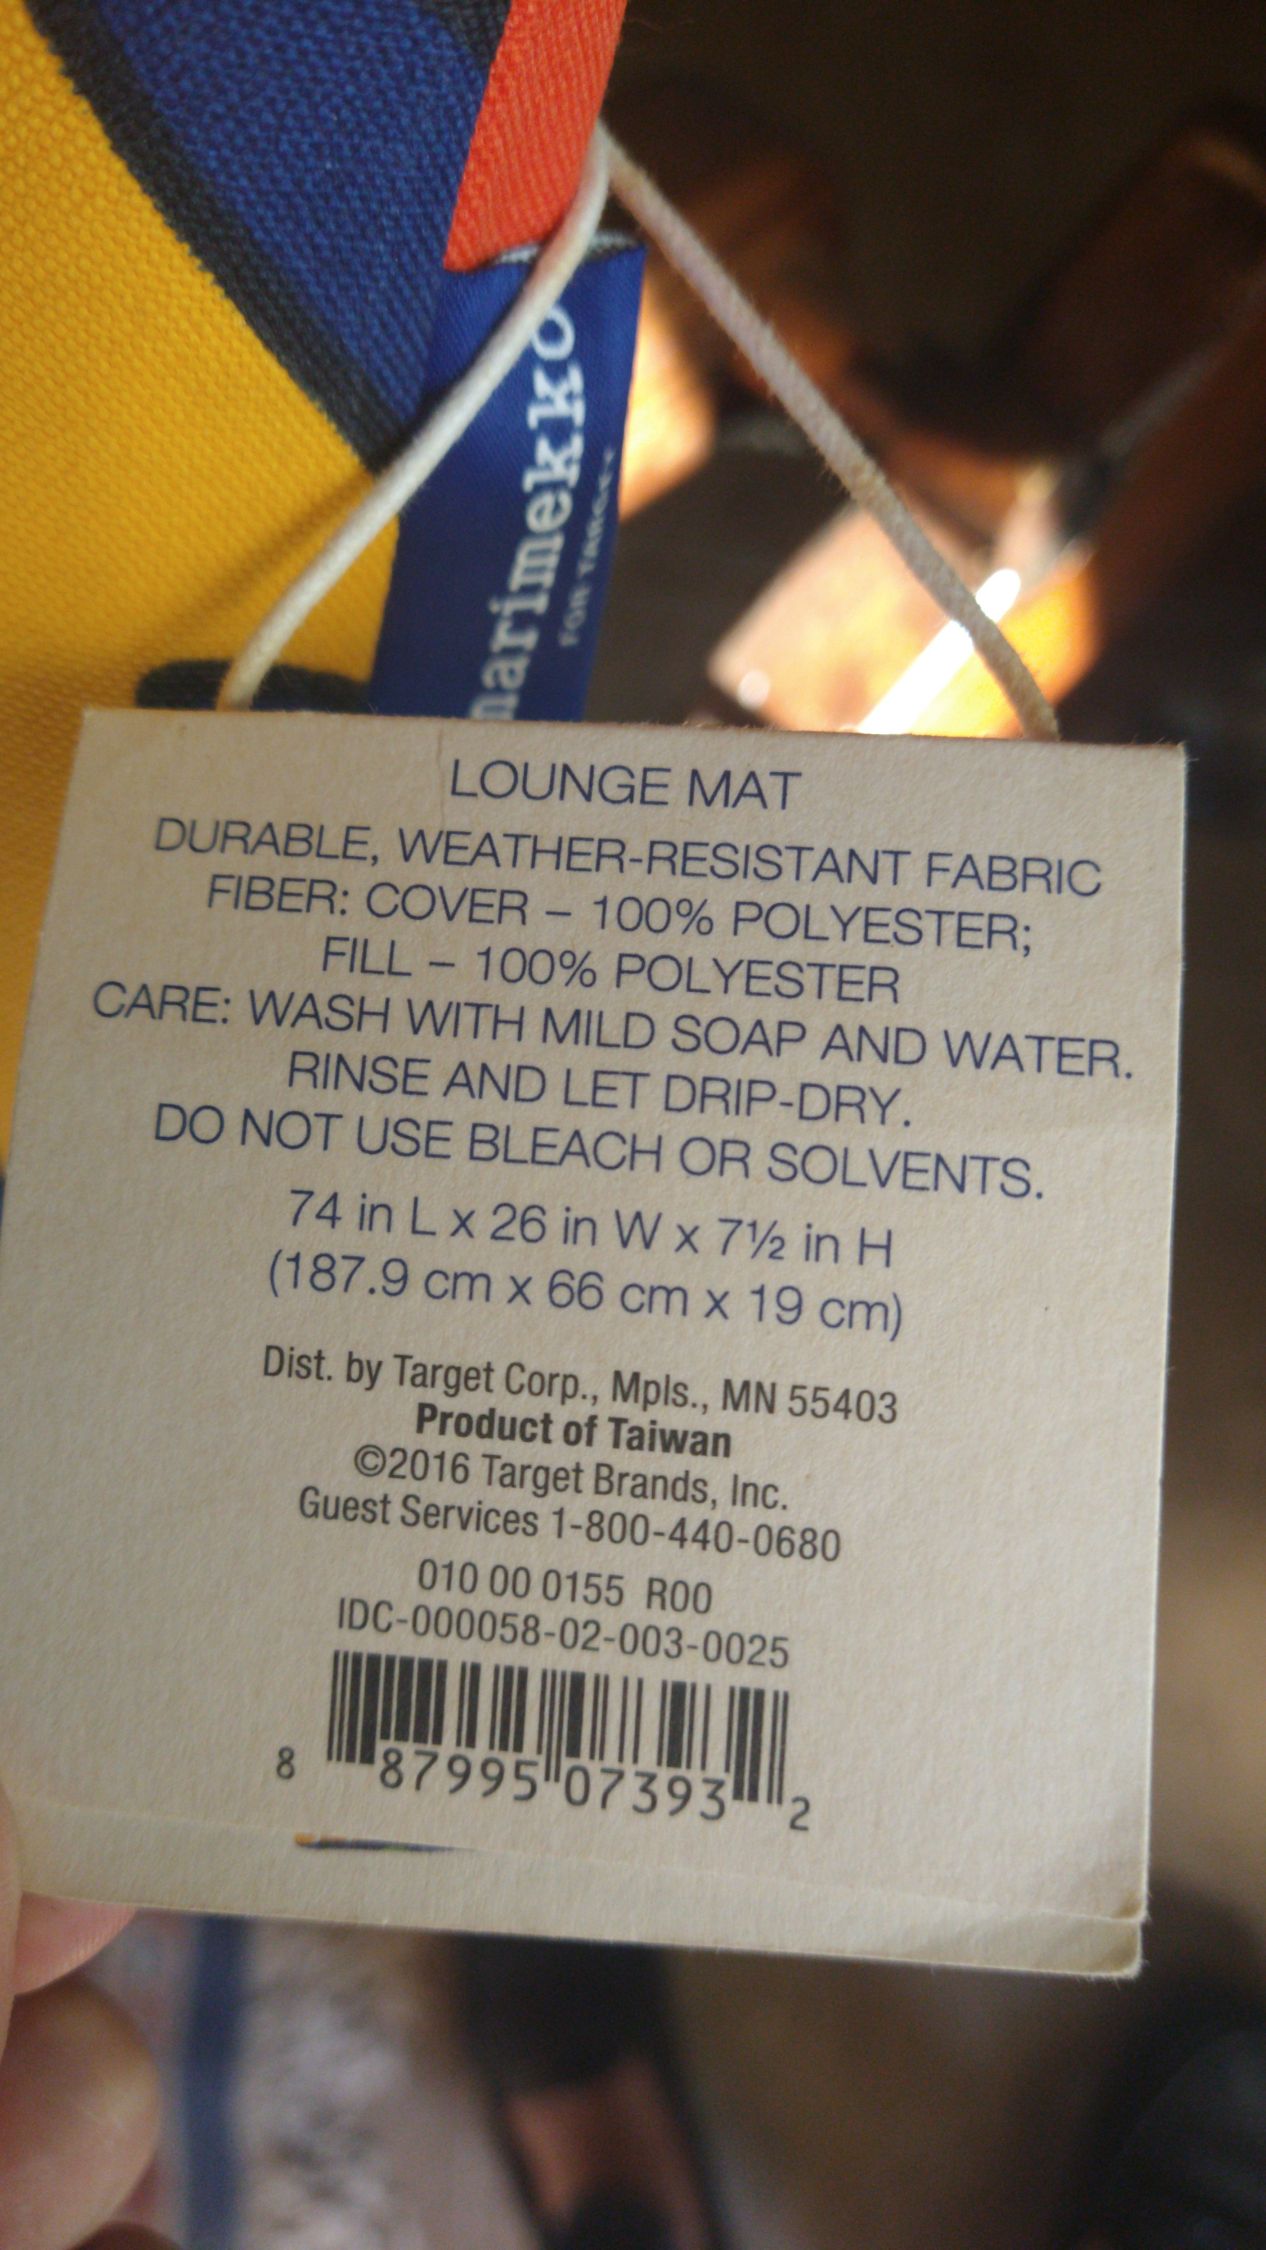 marimekko
FOR TARGET
LOUNGE MAT
DURABLE, WEATHER-RESISTANT FABRIC
FIBER: COVER – 100% POLYESTER;
FILL – 100% POLYESTER
CARE: WASH WITH MILD SOAP AND WATER.
RINSE AND LET DRIP-DRY.
DO NOT USE BLEACH OR SOLVENTS.
74 in L x 26 in W x 7½ in H
(187.9 cm x 66 cm x 19 cm)
Dist. by Target Corp., Mpls., MN 55403
Product of Taiwan
©2016 Target Brands, Inc.
Guest Services 1-800-440-0680
010 00 0155 R00
IDC-000058-02-003-0025
8 87995 07393 2